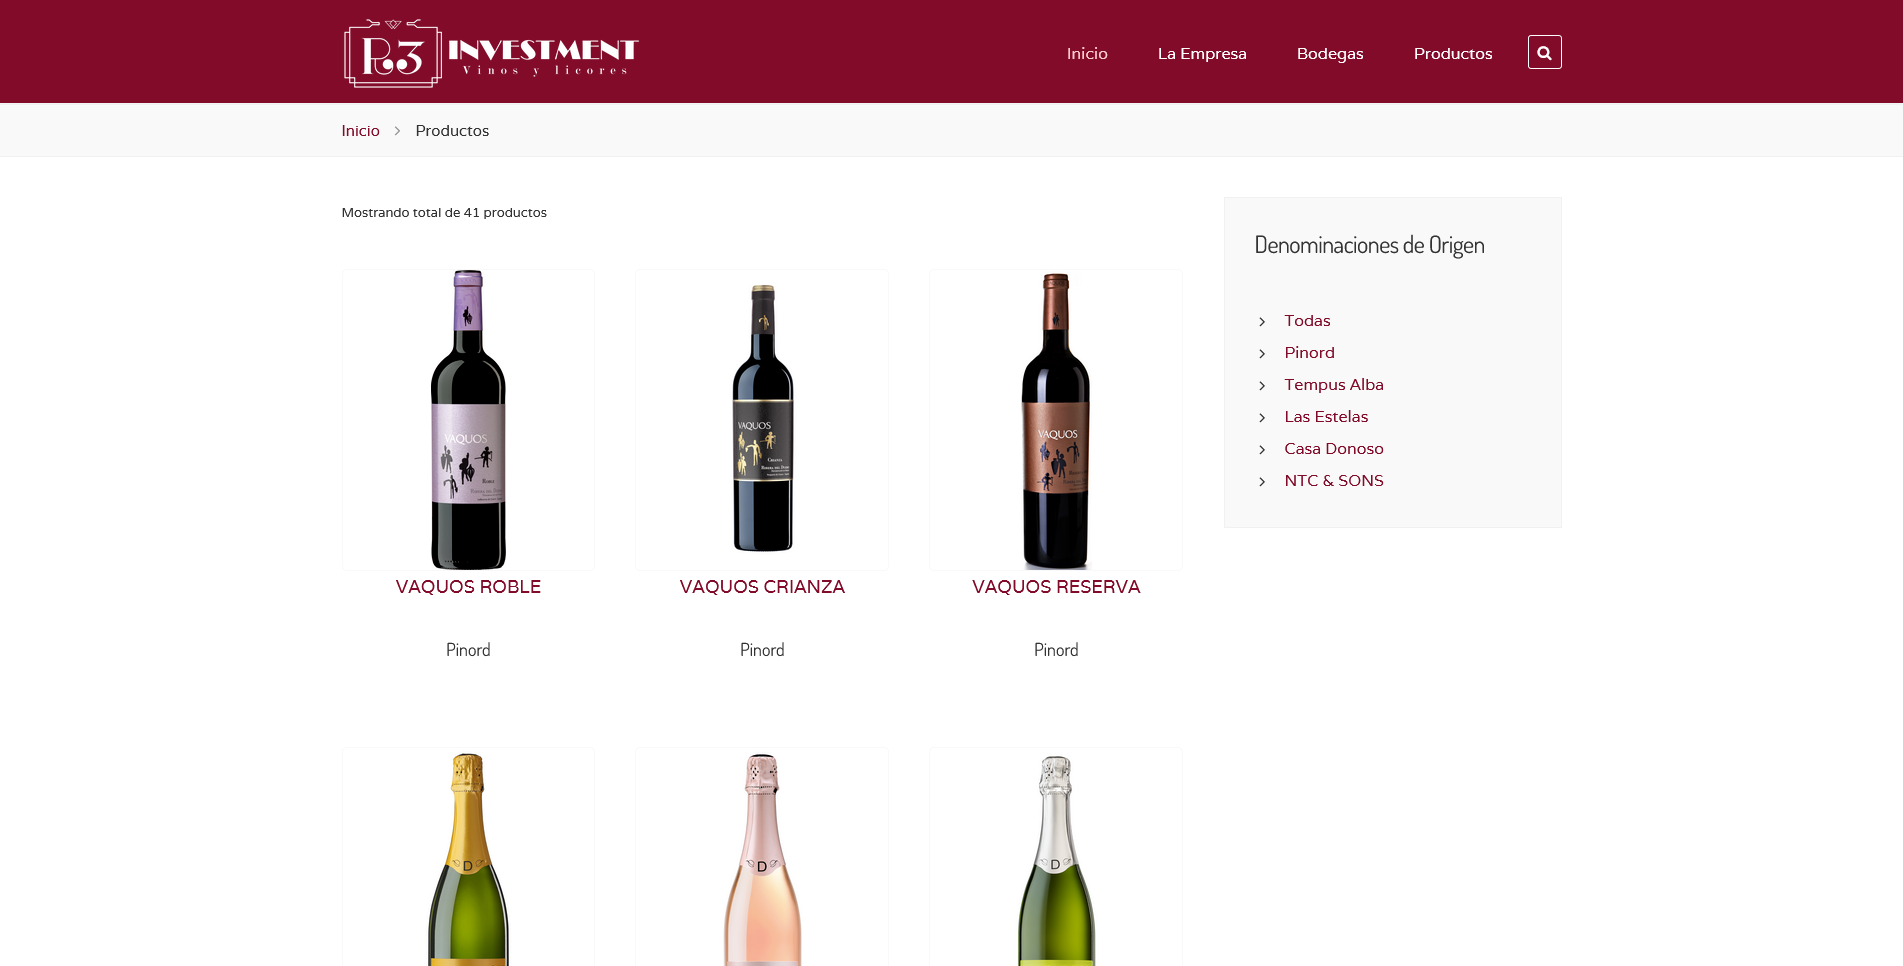 R3 INVESTMENT
Vinos y licores
Inicio
La Empresa
Bodegas
Productos
Inicio
Productos
Mostrando total de 41 productos
Denominaciones de Origen
Todas
Pinord
Tempus Alba
Las Estelas
Casa Donoso
NTC & SONS
VAQUOS
ROBLE
VAQUOS
CRIANZA
VAQUOS
VAQUOS ROBLE
VAQUOS CRIANZA
VAQUOS RESERVA
Pinord
Pinord
Pinord
D
D
D